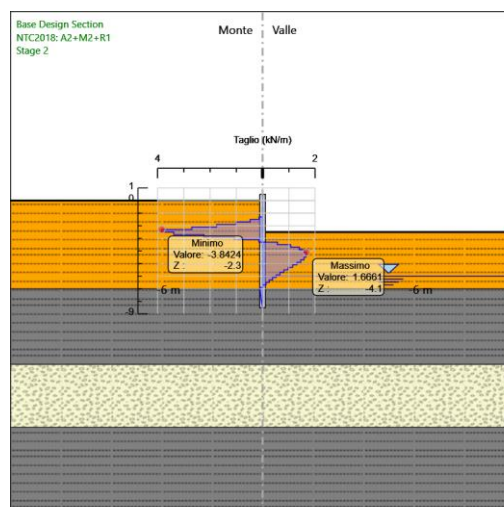 Base Design Section
NTC2018: A2+M2+R1
Stage 2
Monte Valle
Taglio (kN/m)
4 2
1
0
Minimo
Valore: -3.8424
Z : -2.3
Massimo
Valore: 1.6661
Z : -4.1
-6 m -6 m
-9